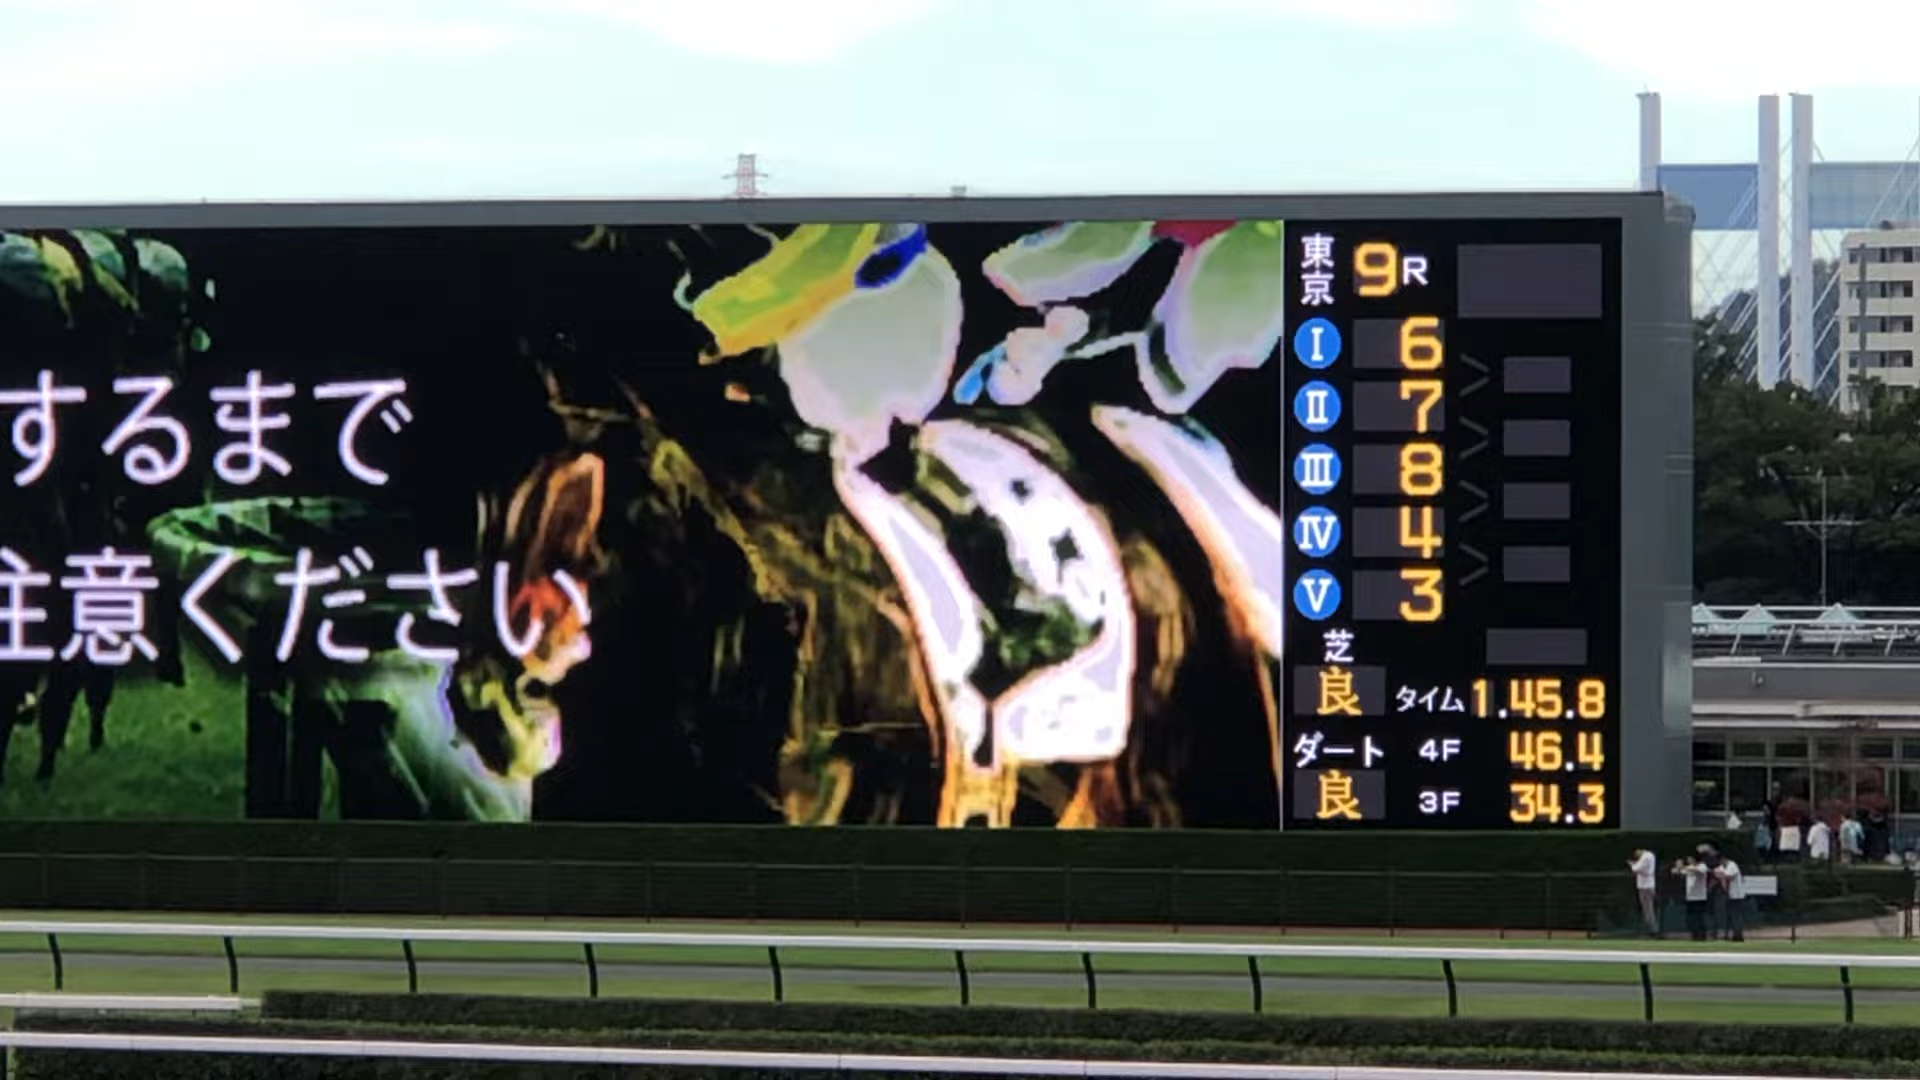 するまで
注意ください
東京 9R
Ⅰ 6
Ⅱ 7
Ⅲ 8
Ⅳ 4
Ⅴ 3
芝
良 タイム 1.45.8
ダート 4F 46.4
良 3F 34.3